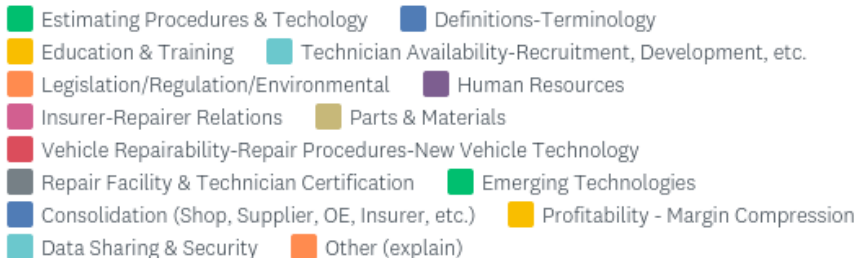 Estimating Procedures & Techology Definitions-Terminology
Education & Training Technician Availability-Recruitment, Development, etc.
Legislation/Regulation/Environmental Human Resources
Insurer-Repairer Relations Parts & Materials
Vehicle Repairability-Repair Procedures-New Vehicle Technology
Repair Facility & Technician Certification Emerging Technologies
Consolidation (Shop, Supplier, OE, Insurer, etc.) Profitability - Margin Compression
Data Sharing & Security Other (explain)